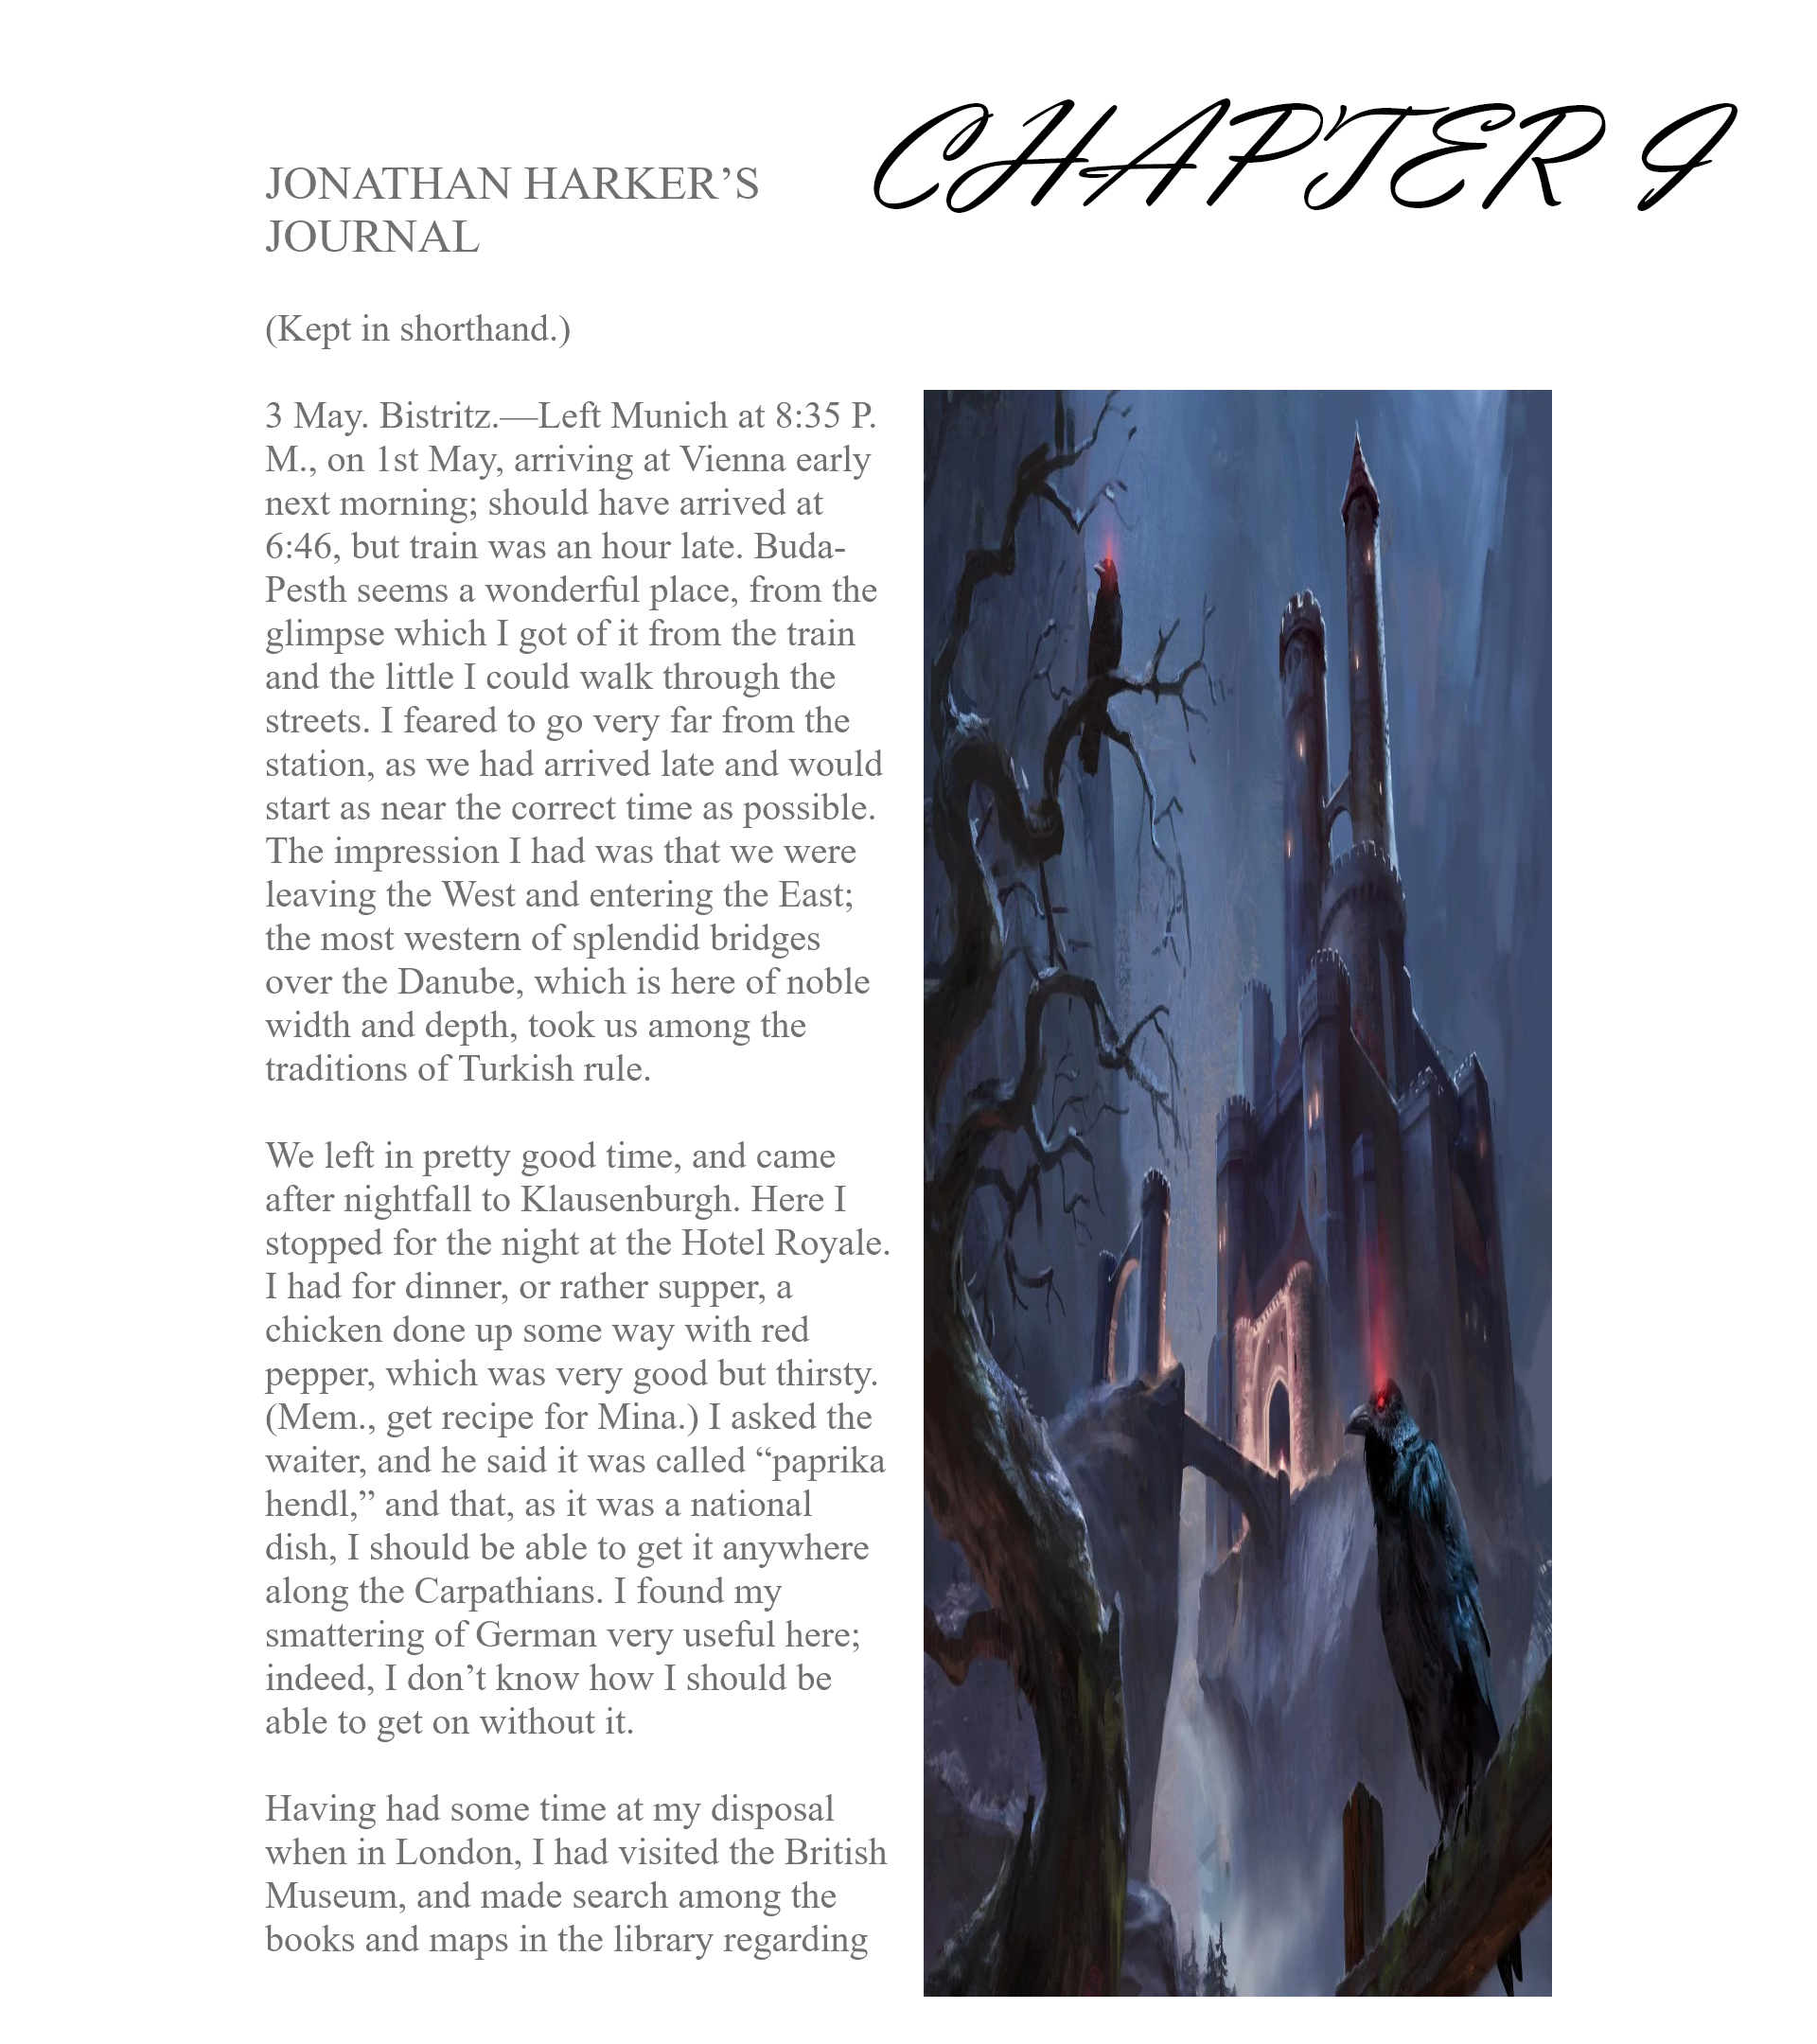 CHAPTER I
JONATHAN HARKER’S
JOURNAL
(Kept in shorthand.)
3 May. Bistritz.—Left Munich at 8:35 P.
M., on 1st May, arriving at Vienna early
next morning; should have arrived at
6:46, but train was an hour late. Buda-
Pesth seems a wonderful place, from the
glimpse which I got of it from the train
and the little I could walk through the
streets. I feared to go very far from the
station, as we had arrived late and would
start as near the correct time as possible.
The impression I had was that we were
leaving the West and entering the East;
the most western of splendid bridges
over the Danube, which is here of noble
width and depth, took us among the
traditions of Turkish rule.
We left in pretty good time, and came
after nightfall to Klausenburgh. Here I
stopped for the night at the Hotel Royale.
I had for dinner, or rather supper, a
chicken done up some way with red
pepper, which was very good but thirsty.
(Mem., get recipe for Mina.) I asked the
waiter, and he said it was called “paprika
hendl,” and that, as it was a national
dish, I should be able to get it anywhere
along the Carpathians. I found my
smattering of German very useful here;
indeed, I don’t know how I should be
able to get on without it.
Having had some time at my disposal
when in London, I had visited the British
Museum, and made search among the
books and maps in the library regarding